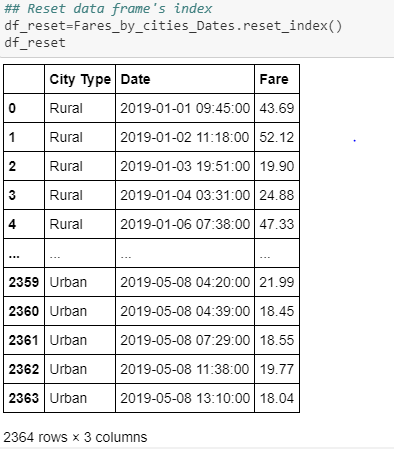 ## Reset data frame's index
df_reset=Fares_by_cities_Dates.reset_index()
df_reset
City Type Date Fare
0 Rural 2019-01-01 09:45:00 43.69
1 Rural 2019-01-02 11:18:00 52.12
2 Rural 2019-01-03 19:51:00 19.90
3 Rural 2019-01-04 03:31:00 24.88
4 Rural 2019-01-06 07:38:00 47.33
... ... ... ...
2359 Urban 2019-05-08 04:20:00 21.99
2360 Urban 2019-05-08 04:39:00 18.45
2361 Urban 2019-05-08 07:29:00 18.55
2362 Urban 2019-05-08 11:38:00 19.77
2363 Urban 2019-05-08 13:10:00 18.04
2364 rows × 3 columns